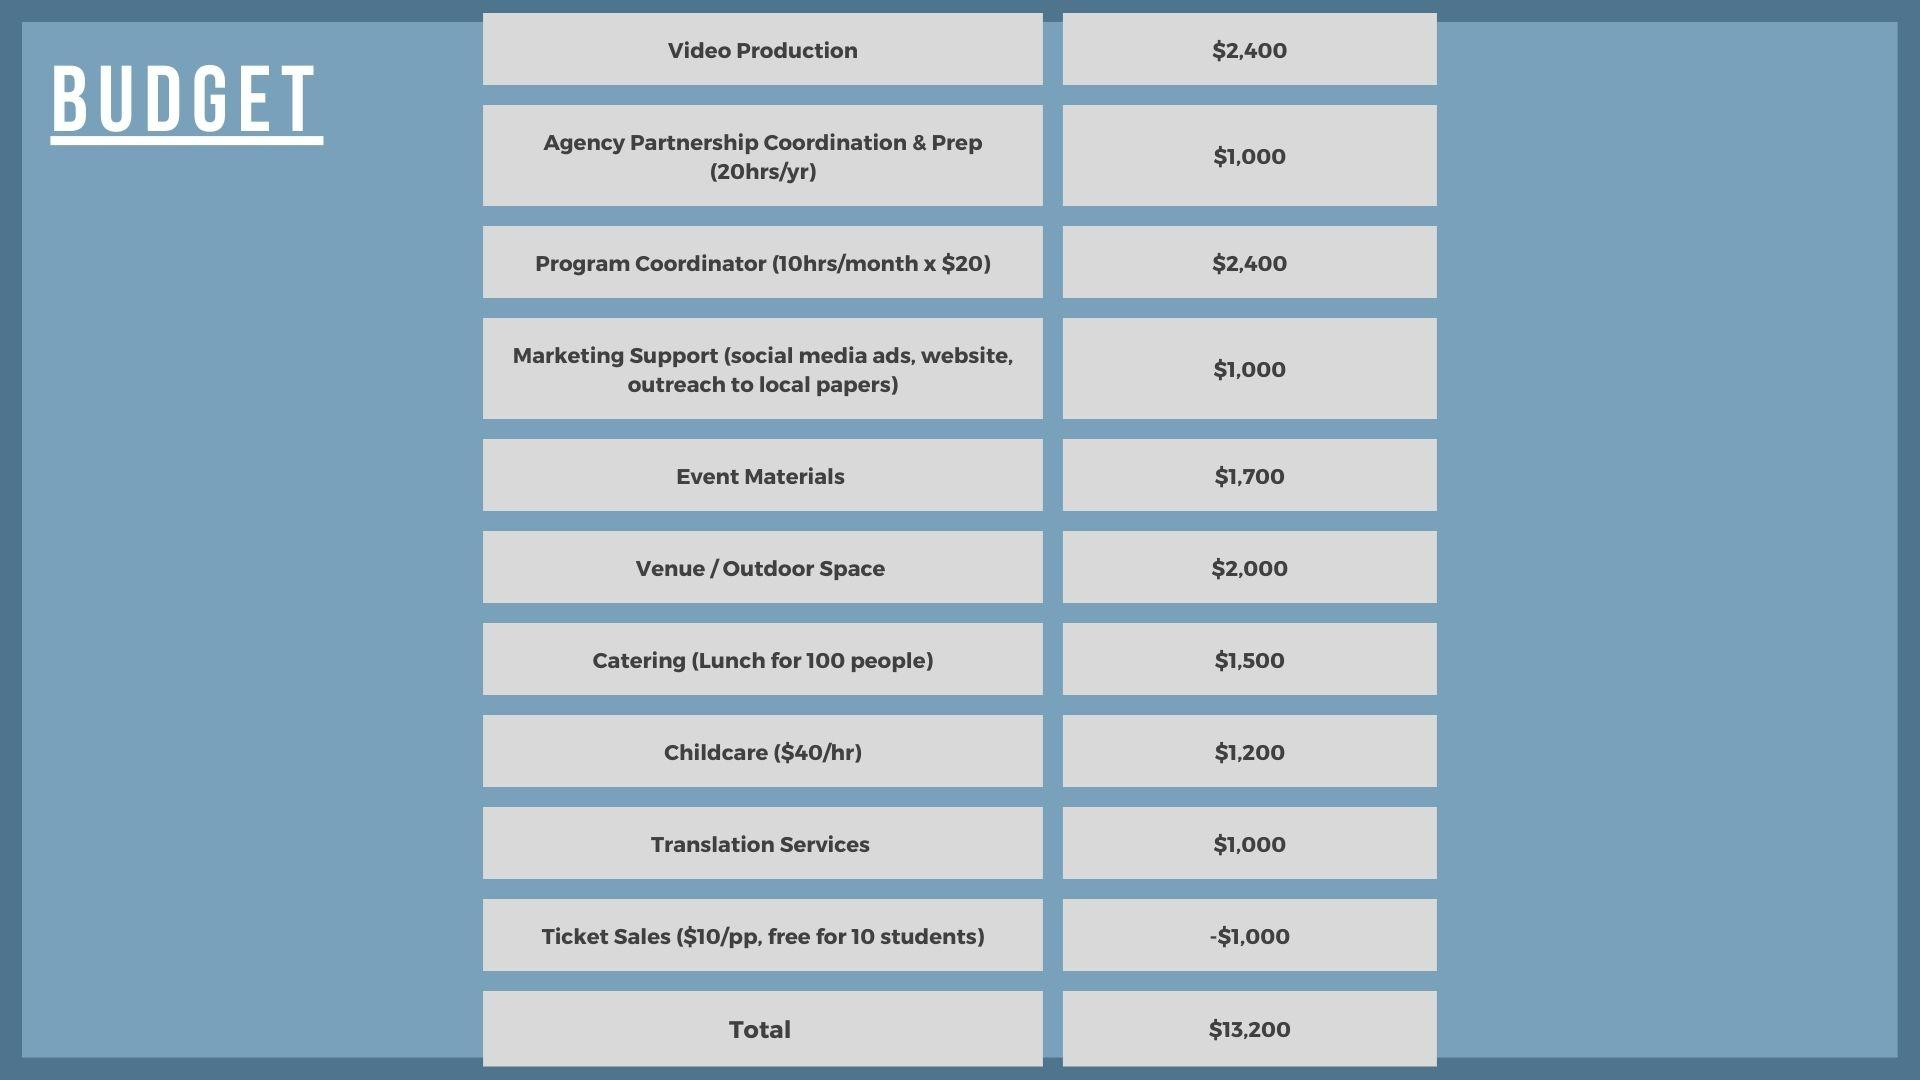 BUDGET
Video Production $2,400
Agency Partnership Coordination & Prep
(20hrs/yr) $1,000
Program Coordinator (10hrs/month x $20) $2,400
Marketing Support (social media ads, website,
outreach to local papers) $1,000
Event Materials $1,700
Venue / Outdoor Space $2,000
Catering (Lunch for 100 people) $1,500
Childcare ($40/hr) $1,200
Translation Services $1,000
Ticket Sales ($10/pp, free for 10 students) -$1,000
Total $13,200